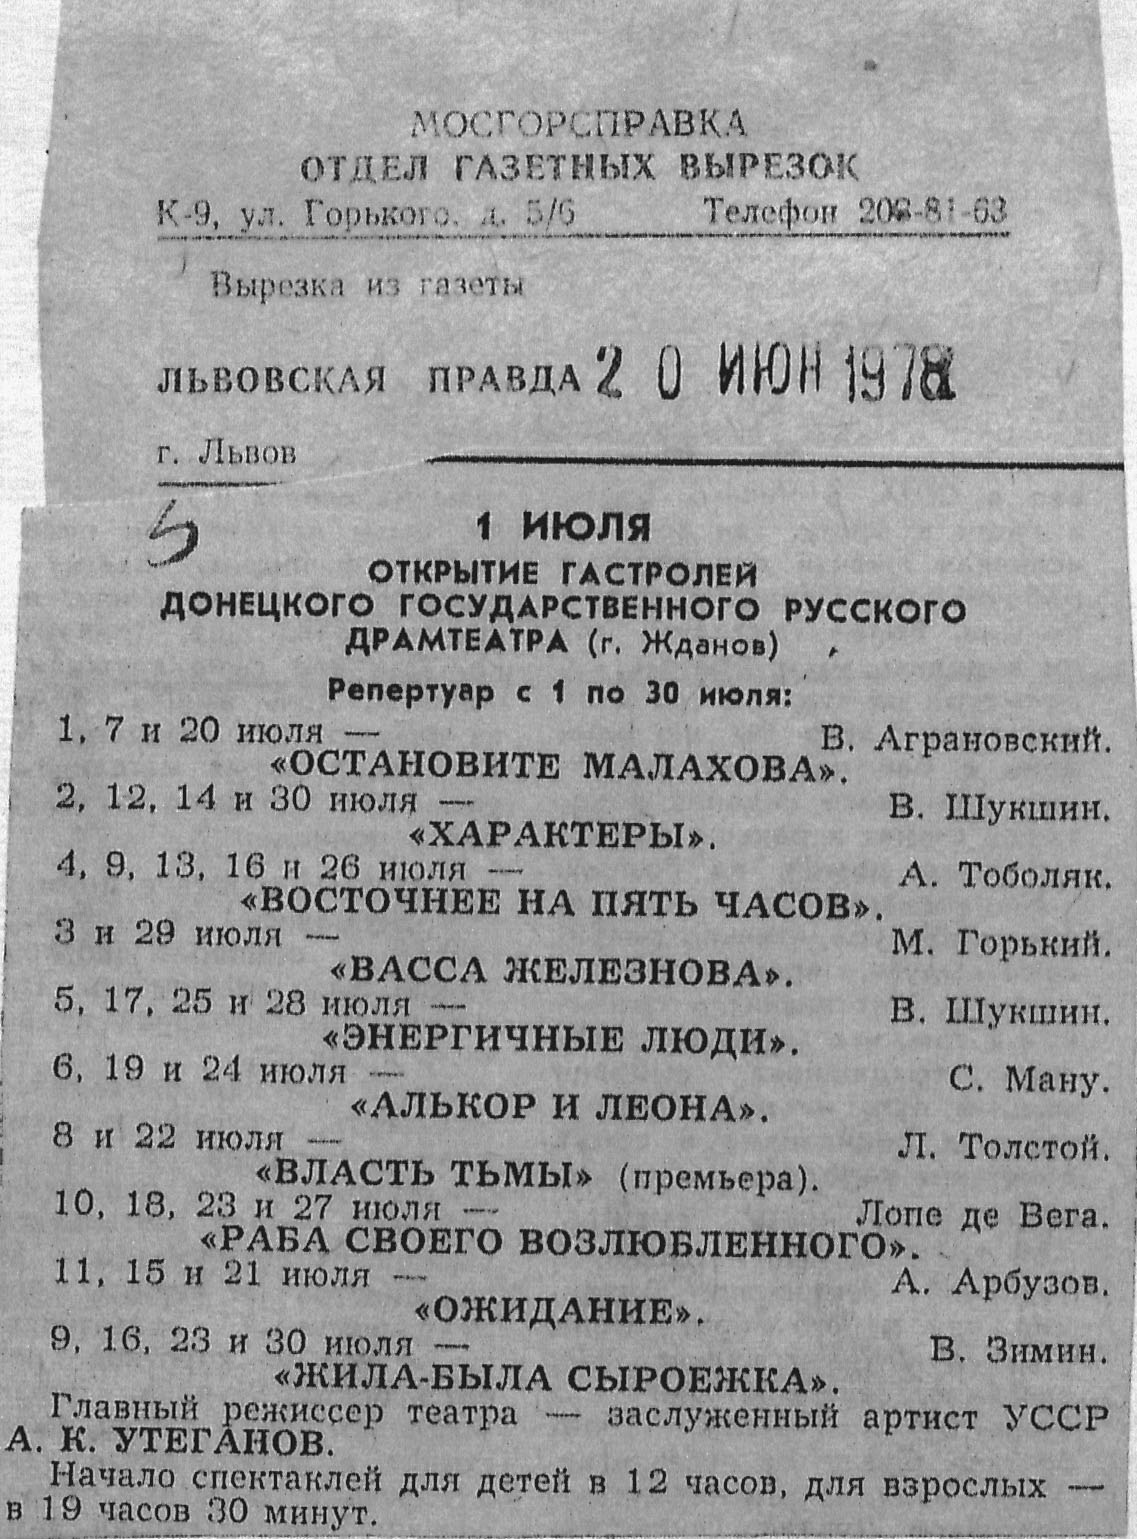 МОСГОРСПРАВКА
ОТДЕЛ ГАЗЕТНЫХ ВЫРЕЗОК
К-9, ул. Горького, д. 5/6 Телефон 203-81-63
Вырезка из газеты
ЛЬВОВСКАЯ ПРАВДА 20 ИЮН 1978
г. Львов
5
1 ИЮЛЯ
ОТКРЫТИЕ ГАСТРОЛЕЙ
ДОНЕЦКОГО ГОСУДАРСТВЕННОГО РУССКОГО
ДРАМТЕАТРА (г. Жданов)
Репертуар с 1 по 30 июля:
1, 7 и 20 июля — В. Аграновский.
«ОСТАНОВИТЕ МАЛАХОВА».
2, 12, 14 и 30 июля — В. Шукшин.
«ХАРАКТЕРЫ».
4, 9, 13, 16 и 26 июля — А. Тоболяк.
«ВОСТОЧНЕЕ НА ПЯТЬ ЧАСОВ».
3 и 29 июля — М. Горький.
«ВАССА ЖЕЛЕЗНОВА».
5, 17, 25 и 28 июля — В. Шукшин.
«ЭНЕРГИЧНЫЕ ЛЮДИ».
6, 19 и 24 июля — С. Ману.
«АЛЬКОР И ЛЕОНА».
8 и 22 июля — Л. Толстой.
«ВЛАСТЬ ТЬМЫ» (премьера).
10, 18, 23 и 27 июля — Лопе де Вега.
«РАБА СВОЕГО ВОЗЛЮБЛЕННОГО».
11, 15 и 21 июля — А. Арбузов.
«ОЖИДАНИЕ».
9, 16, 23 и 30 июля — В. Зимин.
«ЖИЛА-БЫЛА СЫРОЕЖКА».
Главный режиссер театра — заслуженный артист УССР
А. К. УТЕГАНОВ.
Начало спектаклей для детей в 12 часов, для взрослых —
в 19 часов 30 минут.